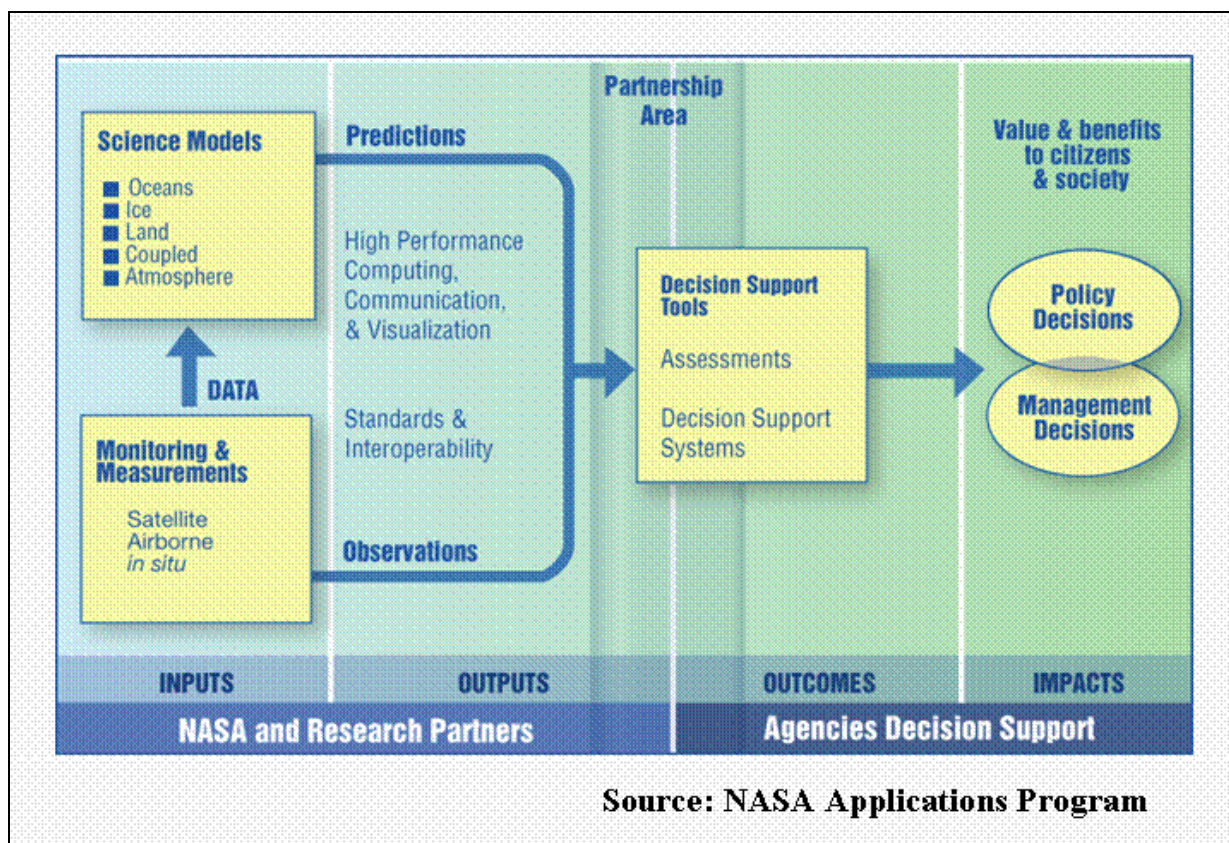 Science Models
Oceans
Ice
Land
Coupled
Atmosphere
DATA
Monitoring &
Measurements
Satellite
Airborne
in situ
Predictions
High Performance
Computing,
Communication,
& Visualization
Standards &
Interoperability
Observations
Partnership
Area
Decision Support
Tools
Assessments
Decision Support
Systems
Value & benefits
to citizens
& society
Policy
Decisions
Management
Decisions
INPUTS
OUTPUTS
OUTCOMES
IMPACTS
NASA and Research Partners
Agencies Decision Support
Source: NASA Applications Program